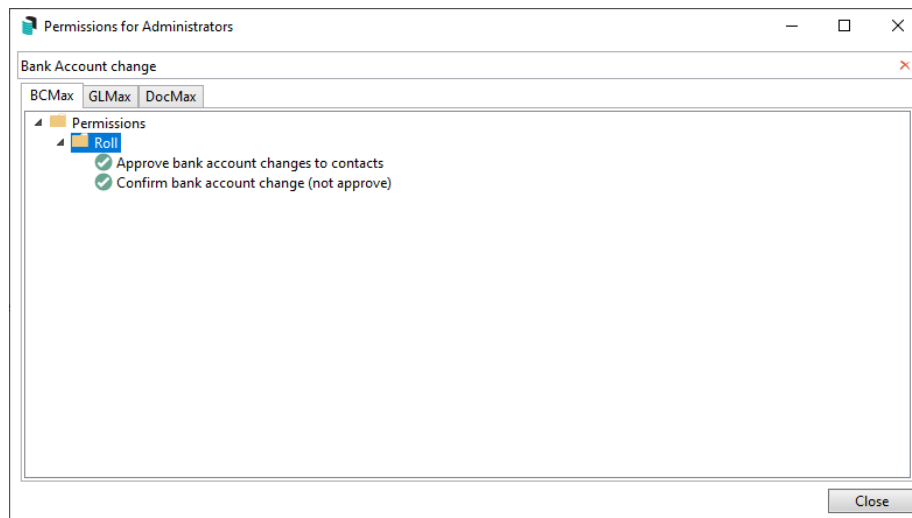 Permissions for Administrators
Bank Account change
BCMax GLMax DocMax
Permissions
Roll
Approve bank account changes to contacts
Confirm bank account change (not approve)
Close